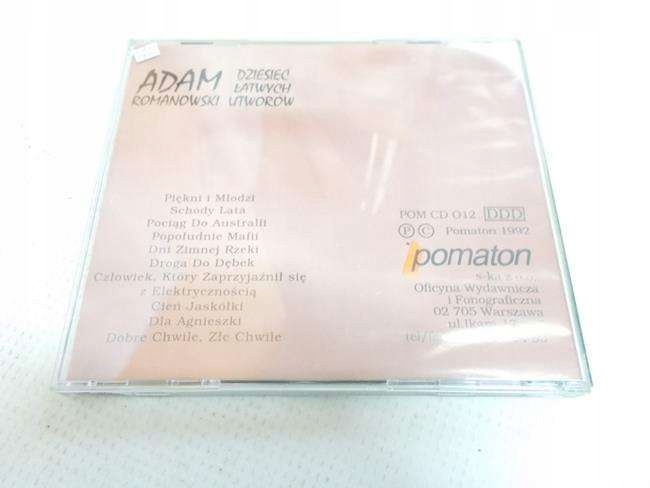 ADAM
ROMANOWSKI
DZIESIĘĆ
ŁATWYCH
UTWORÓW
Piękni i Młodzi
Schody Lata
Pociąg Do Australii
Popołudnie Mafii
Dni Zimnej Rzeki
Droga Do Dębek
Człowiek, Który Zaprzyjaźnił się
z Elektrycznością
Cień Jaskółki
Dla Agnieszki
Dobre Chwile, Złe Chwile
POM CD O12 DDD
P C Pomaton 1992
pomaton
Oficyna Wydawnicza
i Fonograficzna
02 705 Warszawa